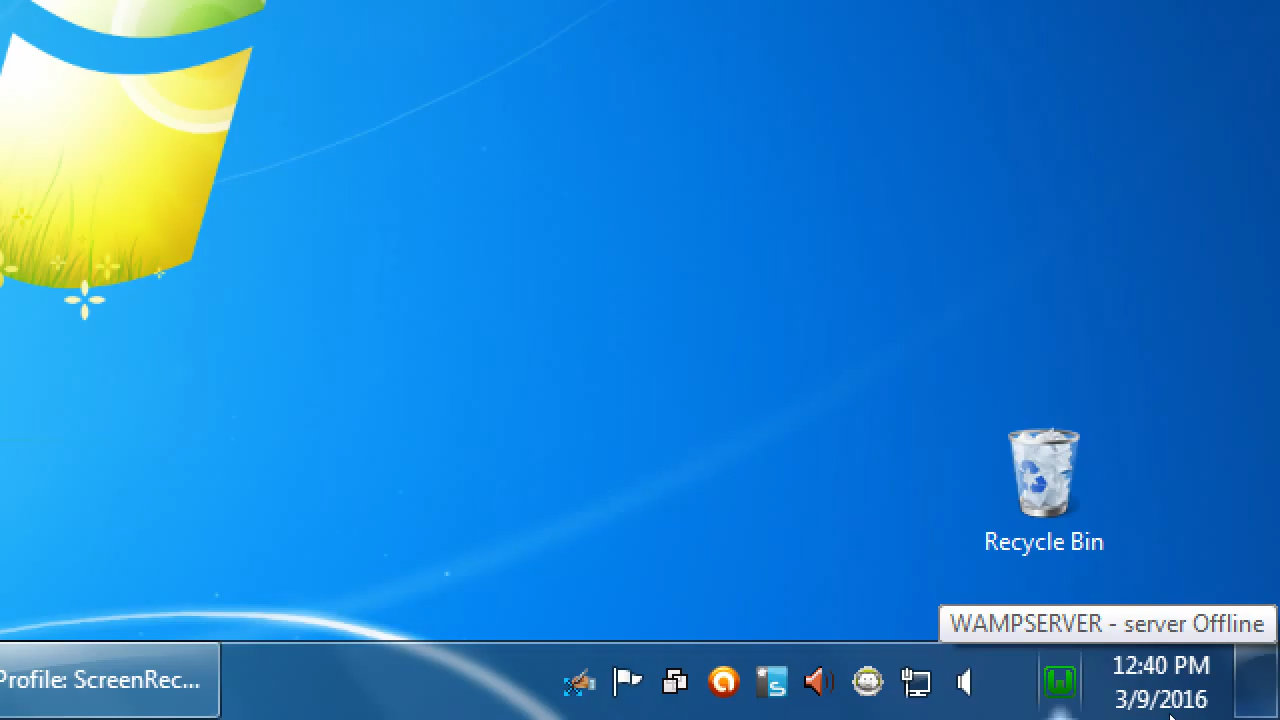 Recycle Bin
WAMPSERVER - server Offline
Profile: ScreenRec...
12:40 PM
3/9/2016